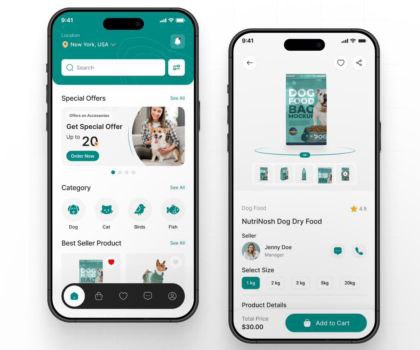 9:41
Location
New York, USA
Search
Special Offers
See All
Offers on Accessories
Get Special Offer
Up to 20
Order Now
Category
See All
Dog
Cat
Birds
Fish
Best Seller Product
See All
9:41
DOG
FOOD
BAG
MOCKUP
Dog Food
4.9
NutriNosh Dog Dry Food
Seller
Jenny Doe
Manager
Select Size
1 kg
2 kg
3 kg
5kg
20kg
Product Details
Total Price
$30.00
Add to Cart